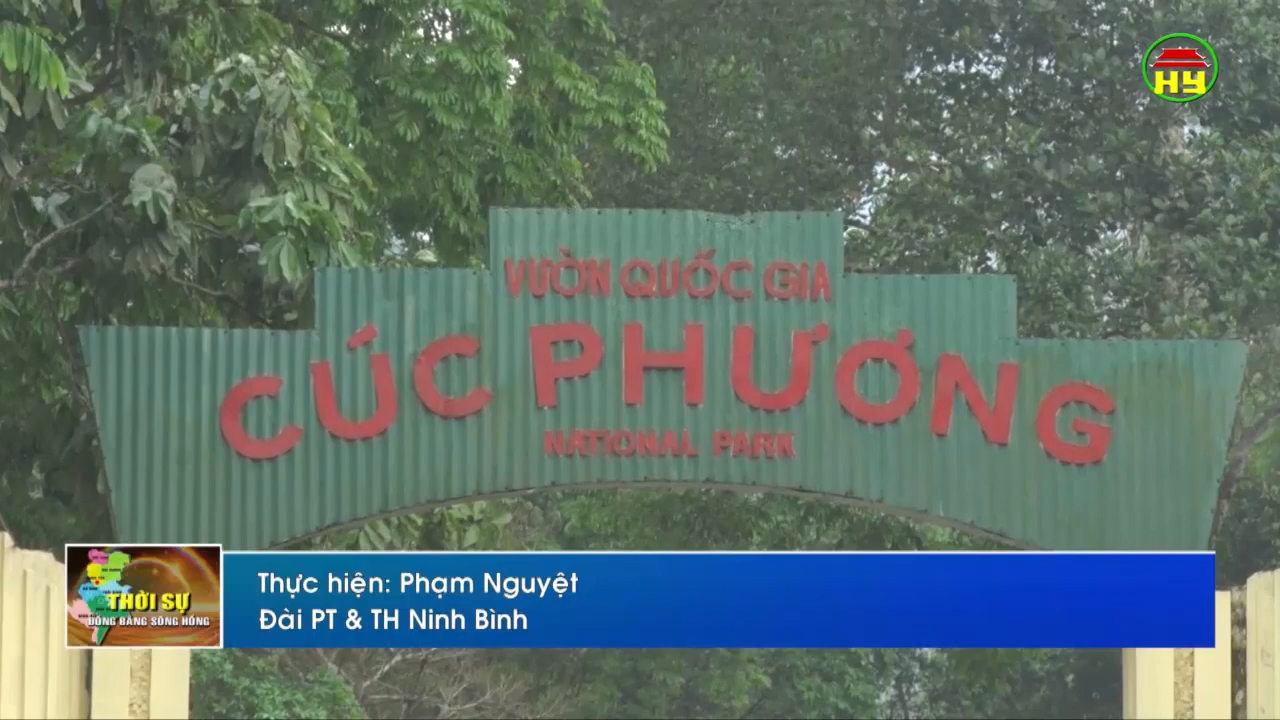 HY
VƯỜN QUỐC GIA
CÚC PHƯƠNG
NATIONAL PARK
Thực hiện: Phạm Nguyệt
Đài PT & TH Ninh Bình
THỜI SỰ
ĐỒNG BẰNG SÔNG HỒNG